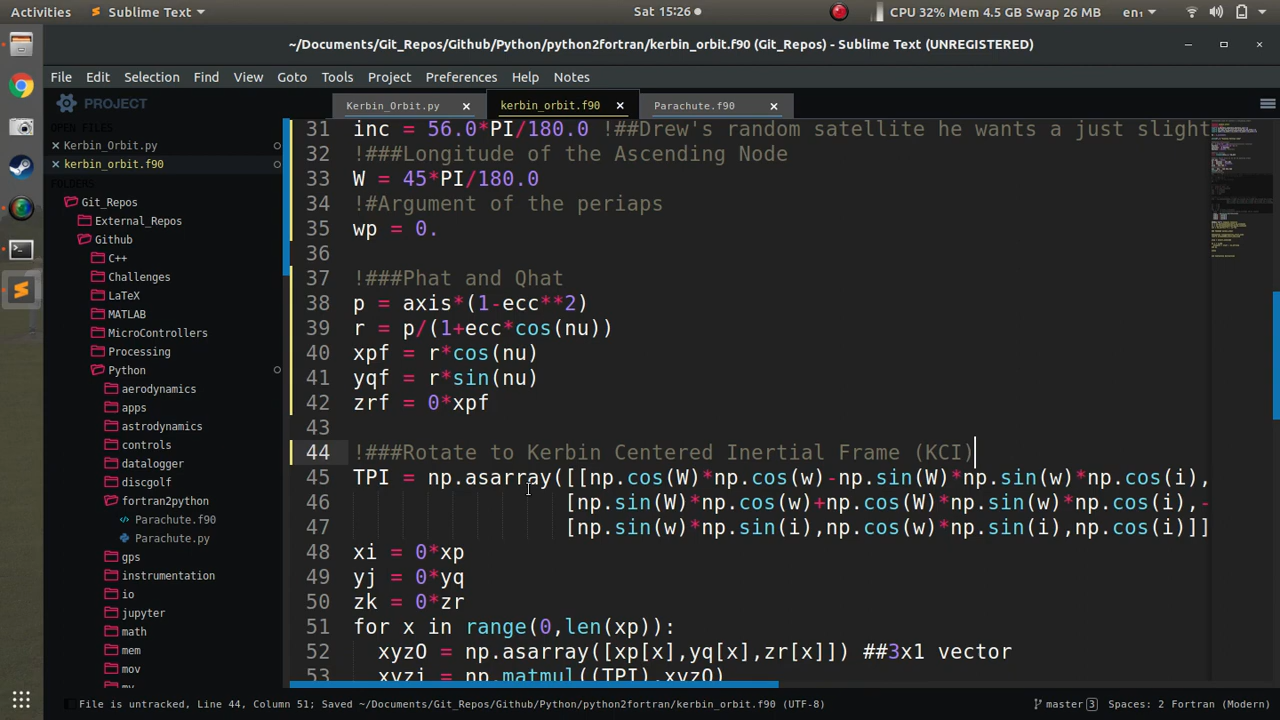 Activities
Sublime Text
Sat 15:26
CPU 32% Mem 4.5 GB Swap 26 MB
en₁
~/Documents/Git_Repos/Github/Python/python2fortran/kerbin_orbit.f90 (Git_Repos) - Sublime Text (UNREGISTERED)
File Edit Selection Find View Goto Tools Project Preferences Help Notes
PROJECT
OPEN FILES
Kerbin_Orbit.py
kerbin_orbit.f90
FOLDERS
Git_Repos
External_Repos
Github
C++
Challenges
LaTeX
MATLAB
MicroControllers
Processing
Python
aerodynamics
apps
astrodynamics
controls
datalogger
discgolf
fortran2python
Parachute.f90
Parachute.py
gps
instrumentation
io
jupyter
math
mem
mov
Kerbin_Orbit.py
kerbin_orbit.f90
Parachute.f90
31 inc = 56.0*PI/180.0 !##Drew's random satellite he wants a just slight
32 !###Longitude of the Ascending Node
33 W = 45*PI/180.0
34 !#Argument of the periaps
35 wp = 0.
36
37 !###Phat and Qhat
38 p = axis*(1-ecc**2)
39 r = p/(1+ecc*cos(nu))
40 xpf = r*cos(nu)
41 yqf = r*sin(nu)
42 zrf = 0*xpf
43
44 !###Rotate to Kerbin Centered Inertial Frame (KCI)
45 TPI = np.asarray([[np.cos(W)*np.cos(w)-np.sin(W)*np.sin(w)*np.cos(i),
46 [np.sin(W)*np.cos(w)+np.cos(W)*np.sin(w)*np.cos(i),-
47 [np.sin(w)*np.sin(i),np.cos(w)*np.sin(i),np.cos(i)]]
48 xi = 0*xp
49 yj = 0*yq
50 zk = 0*zr
51 for x in range(0,len(xp)):
52 xyzO = np.asarray([xp[x],yq[x],zr[x]]) ##3x1 vector
53 xyzi = np.matmul((TPI),xyzO)
File is untracked, Line 44, Column 51; Saved ~/Documents/Git_Repos/Github/Python/python2fortran/kerbin_orbit.f90 (UTF-8)
master 3
Spaces: 2
Fortran (Modern)